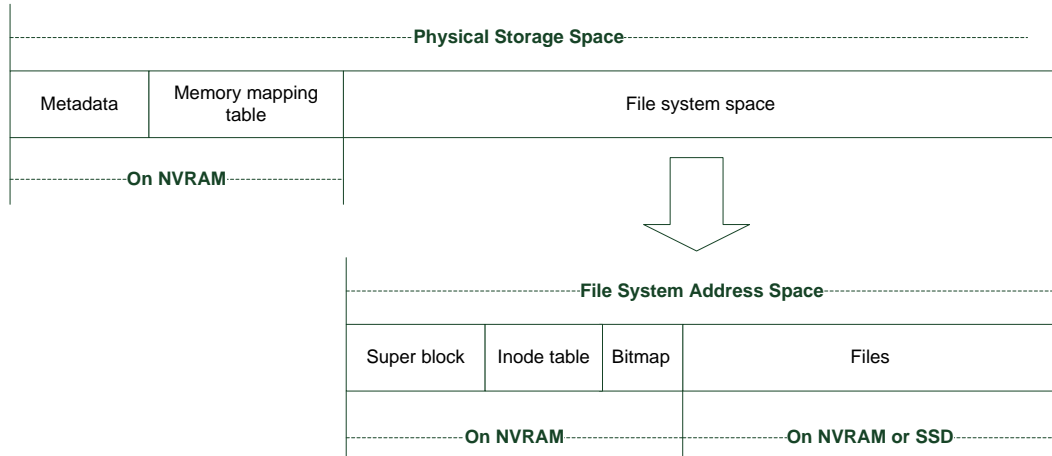 Physical Storage Space
Metadata
Memory mapping
table
File system space
On NVRAM
File System Address Space
Super block
Inode table
Bitmap
Files
On NVRAM
On NVRAM or SSD